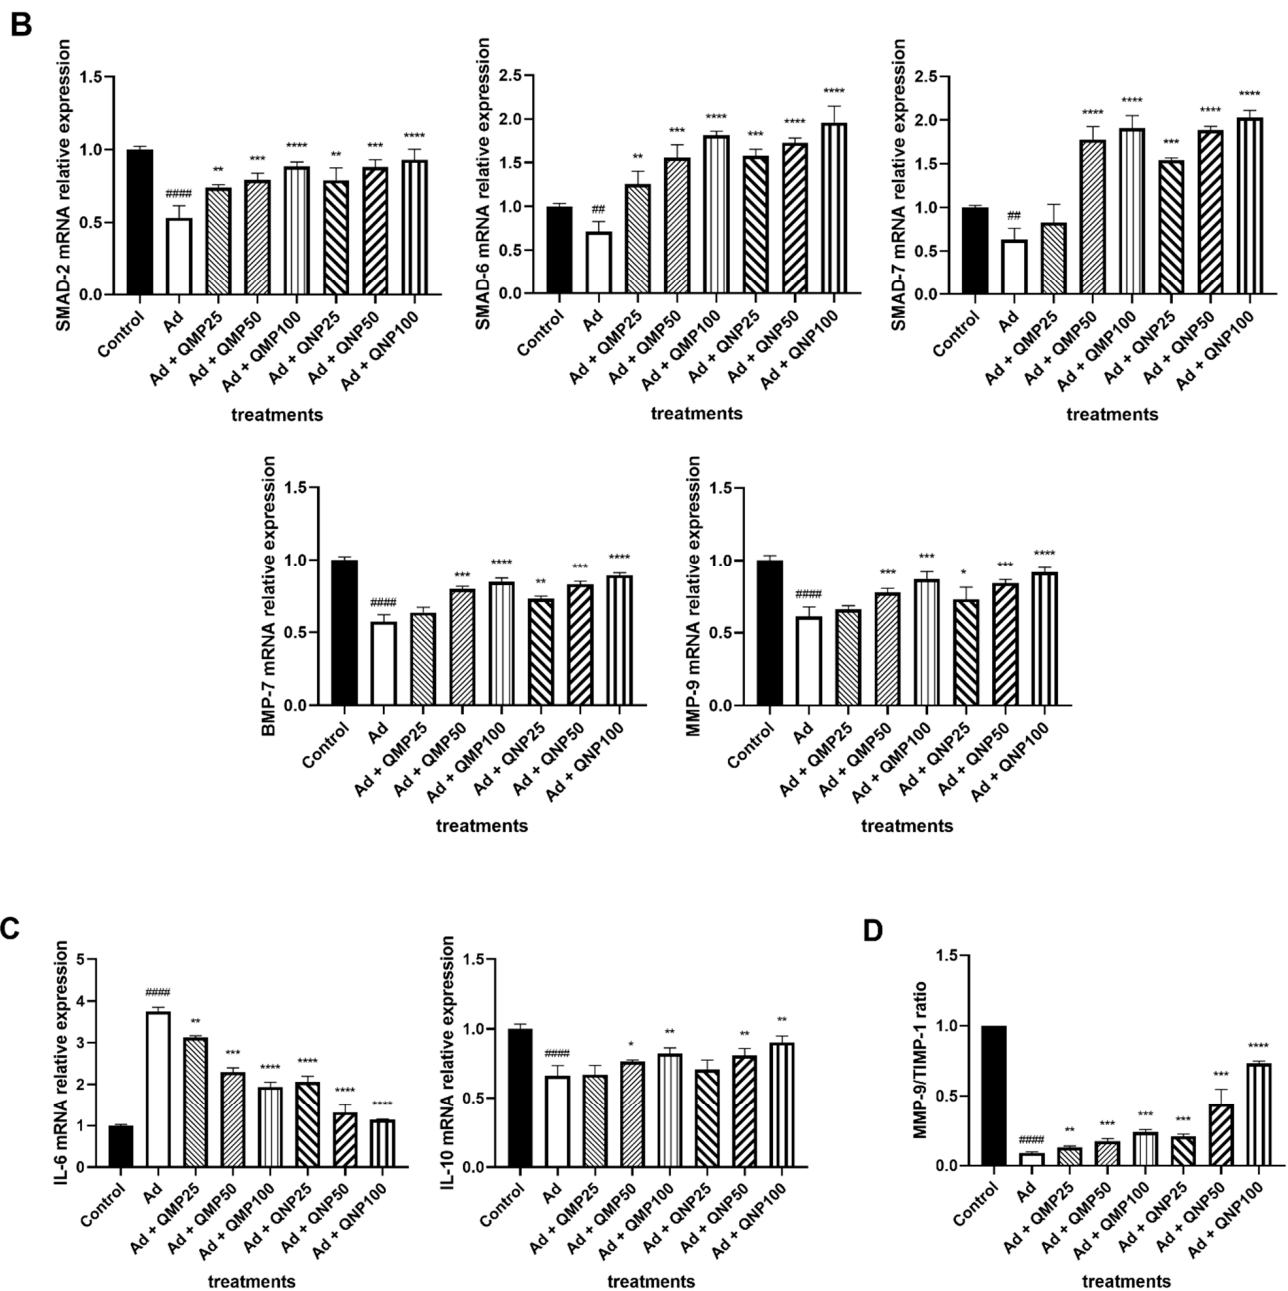 B
SMAD-2 mRNA relative expression
1.5
1.0
0.5
0.0
####
**
***
****
**
***
****
Control
Ad
Ad + QMP25
Ad + QMP50
Ad + QMP100
Ad + QNP25
Ad + QNP50
Ad + QNP100
treatments
SMAD-6 mRNA relative expression
2.5
2.0
1.5
1.0
0.5
0.0
##
**
***
****
***
****
****
Control
Ad
Ad + QMP25
Ad + QMP50
Ad + QMP100
Ad + QNP25
Ad + QNP50
Ad + QNP100
treatments
SMAD-7 mRNA relative expression
2.5
2.0
1.5
1.0
0.5
0.0
##
****
****
***
****
****
Control
Ad
Ad + QMP25
Ad + QMP50
Ad + QMP100
Ad + QNP25
Ad + QNP50
Ad + QNP100
treatments
BMP-7 mRNA relative expression
1.5
1.0
0.5
0.0
####
***
****
**
***
****
Control
Ad
Ad + QMP25
Ad + QMP50
Ad + QMP100
Ad + QNP25
Ad + QNP50
Ad + QNP100
treatments
MMP-9 mRNA relative expression
1.5
1.0
0.5
0.0
####
***
***
*
***
****
Control
Ad
Ad + QMP25
Ad + QMP50
Ad + QMP100
Ad + QNP25
Ad + QNP50
Ad + QNP100
treatments
C
IL-6 mRNA relative expression
5
4
3
2
1
0
####
**
***
****
****
****
****
Control
Ad
Ad + QMP25
Ad + QMP50
Ad + QMP100
Ad + QNP25
Ad + QNP50
Ad + QNP100
treatments
IL-10 mRNA relative expression
1.5
1.0
0.5
0.0
####
*
**
**
**
Control
Ad
Ad + QMP25
Ad + QMP50
Ad + QMP100
Ad + QNP25
Ad + QNP50
Ad + QNP100
treatments
D
MMP-9/TIMP-1 ratio
1.5
1.0
0.5
0.0
####
**
***
***
***
***
****
Control
Ad
Ad + QMP25
Ad + QMP50
Ad + QMP100
Ad + QNP25
Ad + QNP50
Ad + QNP100
treatments